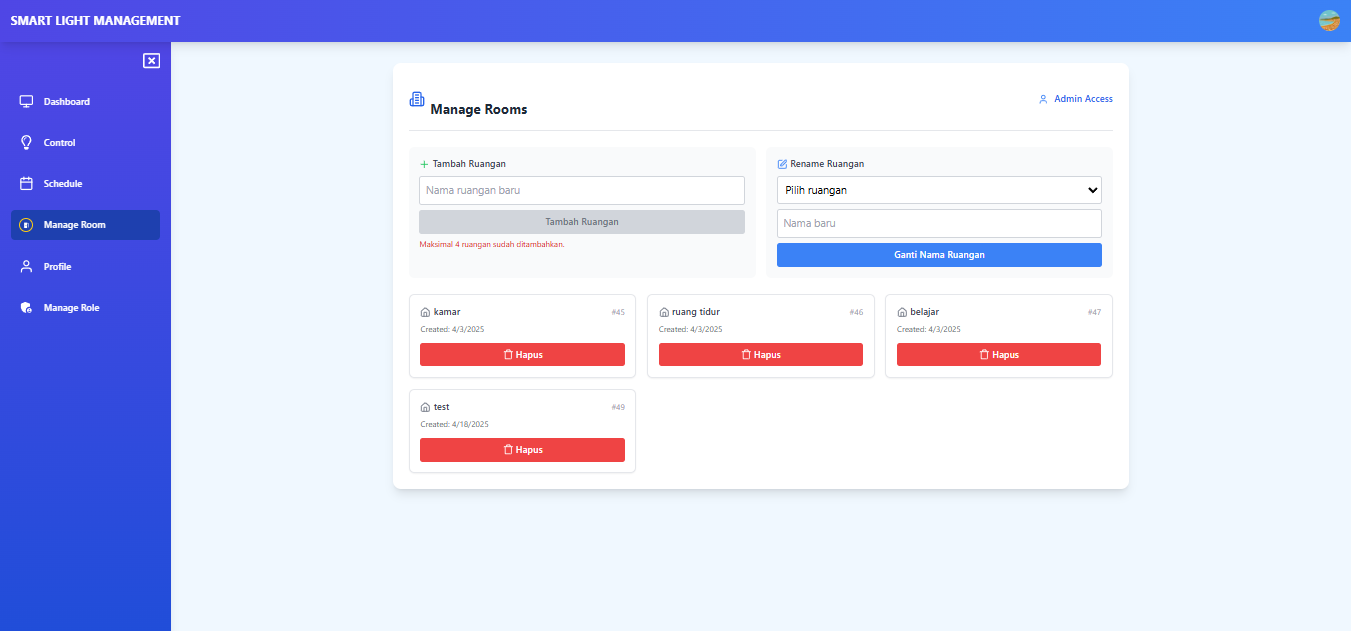 SMART LIGHT MANAGEMENT
Dashboard
Control
Schedule
Manage Room
Profile
Manage Role
Manage Rooms
Admin Access
Tambah Ruangan
Nama ruangan baru
Tambah Ruangan
Maksimal 4 ruangan sudah ditambahkan.
Rename Ruangan
Pilih ruangan
Nama baru
Ganti Nama Ruangan
kamar #45
Created: 4/3/2025
Hapus
ruang tidur #46
Created: 4/3/2025
Hapus
belajar #47
Created: 4/3/2025
Hapus
test #49
Created: 4/18/2025
Hapus